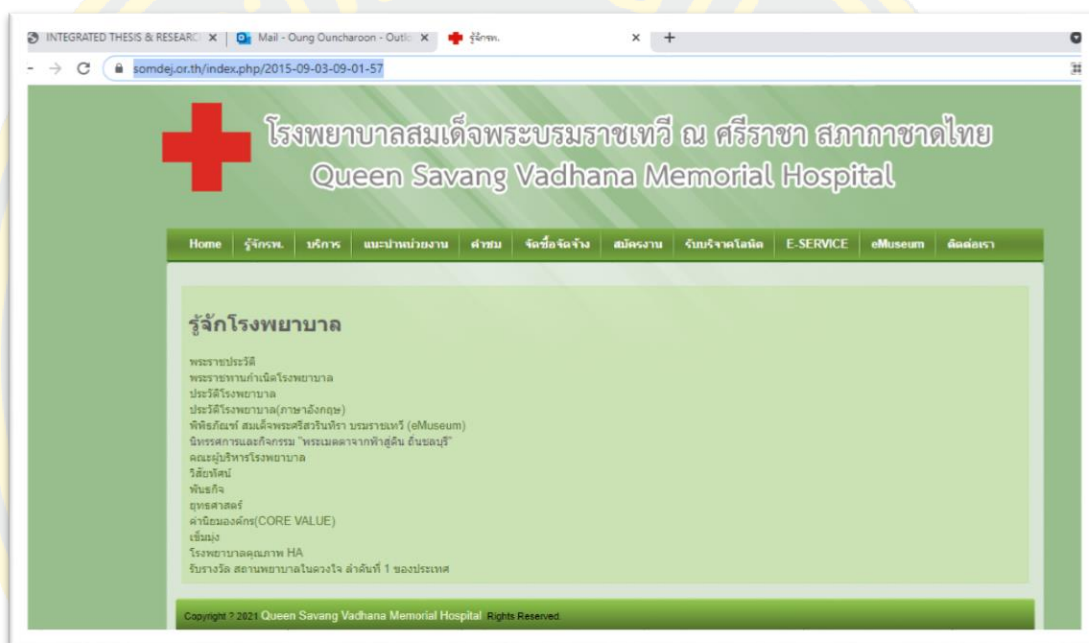 INTEGRATED THESIS & RESEARC
Mail - Oung Ouncharoon - Outlo
รู้จักรพ.
somdej.or.th/index.php/2015-09-03-09-01-57
โรงพยาบาลสมเด็จพระบรมราชเทวี ณ ศรีราชา สภากาชาดไทย
Queen Savang Vadhana Memorial Hospital
Home รู้จักรพ. บริการ แนะนำหน่วยงาน คำชม จัดซื้อจัดจ้าง สมัครงาน รับบริจาคโลหิต E-SERVICE eMuseum ติดต่อเรา
รู้จักโรงพยาบาล
พระราชประวัติ
พระราชทานกำเนิดโรงพยาบาล
ประวัติโรงพยาบาล
ประวัติโรงพยาบาล(ภาษาอังกฤษ)
พิพิธภัณฑ์ สมเด็จพระศรีสวรินทิรา บรมราชเทวี (eMuseum)
นิทรรศการและกิจกรรม "พระเมตตาจากฟ้าสู่ดิน ถิ่นชลบุรี"
คณะผู้บริหารโรงพยาบาล
วิสัยทัศน์
พันธกิจ
ยุทธศาสตร์
ค่านิยมองค์กร(CORE VALUE)
เข็มมุ่ง
โรงพยาบาลคุณภาพ HA
รับรางวัล สถานพยาบาลในดวงใจ ลำดับที่ 1 ของประเทศ
Copyright ? 2021 Queen Savang Vadhana Memorial Hospital Rights Reserved.